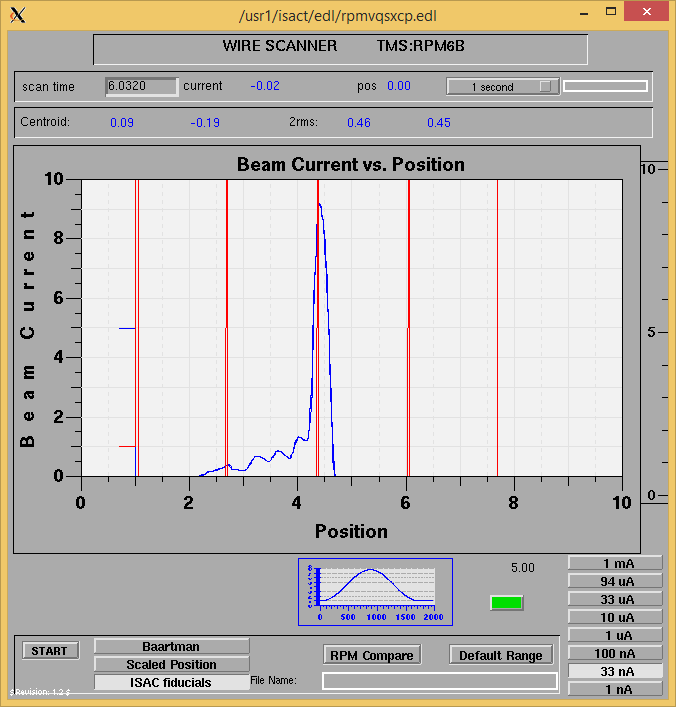 /usr1/isact/edl/rpmvqsxcp.edl
WIRE SCANNER TMS:RPM6B
scan time 6.0320 current -0.02 pos 0.00 1 second
Centroid: 0.09 -0.19 2rms: 0.46 0.45
Beam Current vs. Position
10
8
6
4
2
0
Beam Current
0 2 4 6 8 10
Position
10
5
0
8
0 500 1000 1500 2000
5.00
1 mA
94 uA
33 uA
10 uA
1 uA
100 nA
33 nA
1 nA
START
Baartman
Scaled Position
ISAC fiducials
RPM Compare
Default Range
File Name:
$Revision: 1.2 $